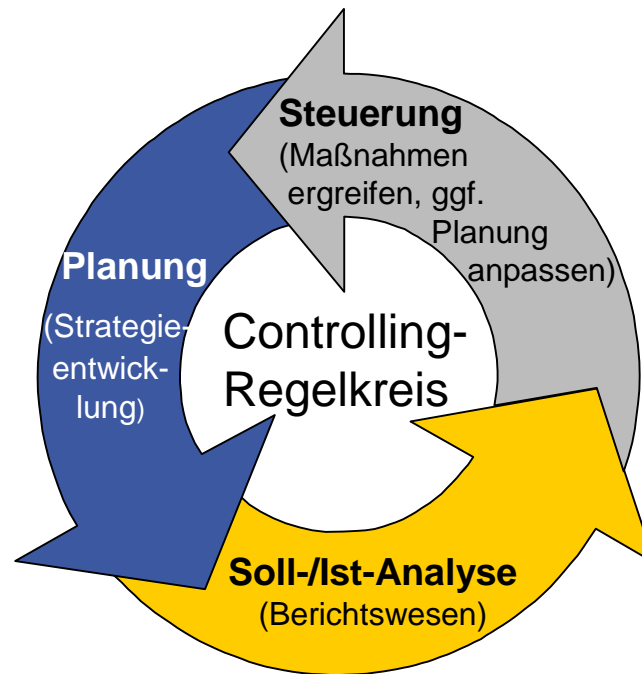 Steuerung
(Maßnahmen
ergreifen, ggf.
Planung
anpassen)
Planung
(Strategie-
entwick-
lung)
Controlling-
Regelkreis
Soll-/Ist-Analyse
(Berichtswesen)